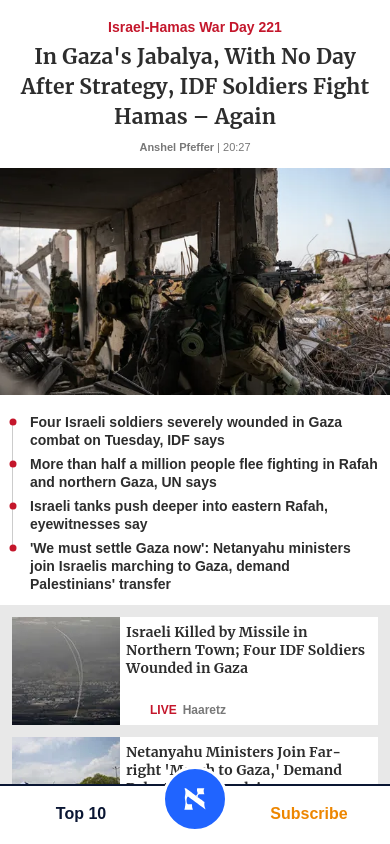 Israel-Hamas War Day 221
In Gaza's Jabalya, With No Day
After Strategy, IDF Soldiers Fight
Hamas – Again
Anshel Pfeffer | 20:27
Four Israeli soldiers severely wounded in Gaza
combat on Tuesday, IDF says
More than half a million people flee fighting in Rafah
and northern Gaza, UN says
Israeli tanks push deeper into eastern Rafah,
eyewitnesses say
'We must settle Gaza now': Netanyahu ministers
join Israelis marching to Gaza, demand
Palestinians' transfer
Israeli Killed by Missile in
Northern Town; Four IDF Soldiers
Wounded in Gaza
LIVE Haaretz
Netanyahu Ministers Join Far-
right 'March to Gaza,' Demand
Top 10
Subscribe